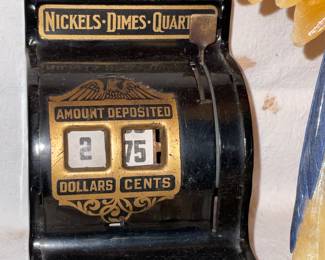 NICKELS·DIMES·QUART
AMOUNT DEPOSITED
2 75
DOLLARS CENTS